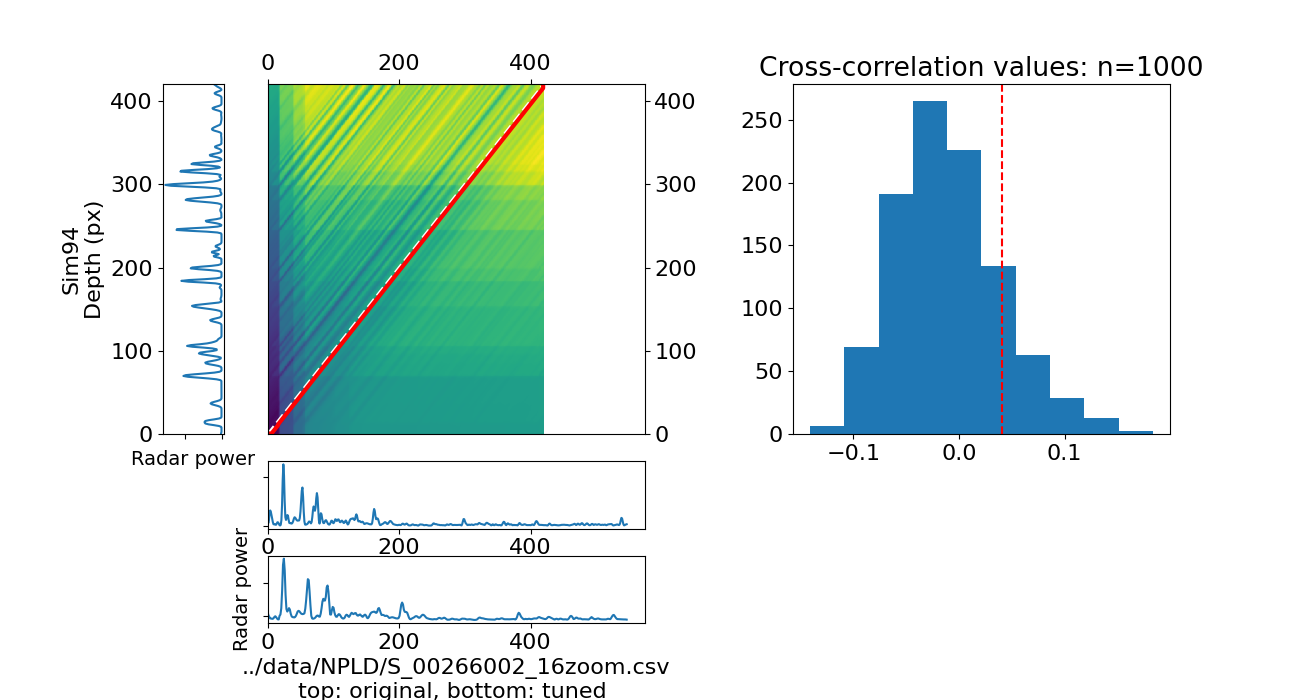 0 200 400
Cross-correlation values: n=1000
400
300
200
100
0
Sim94
Depth (px)
400
300
200
100
0
Radar power
250
200
150
100
50
0
−0.1 0.0 0.1
0 200 400
Radar power
0 200 400
../data/NPLD/S_00266002_16zoom.csv
top: original, bottom: tuned